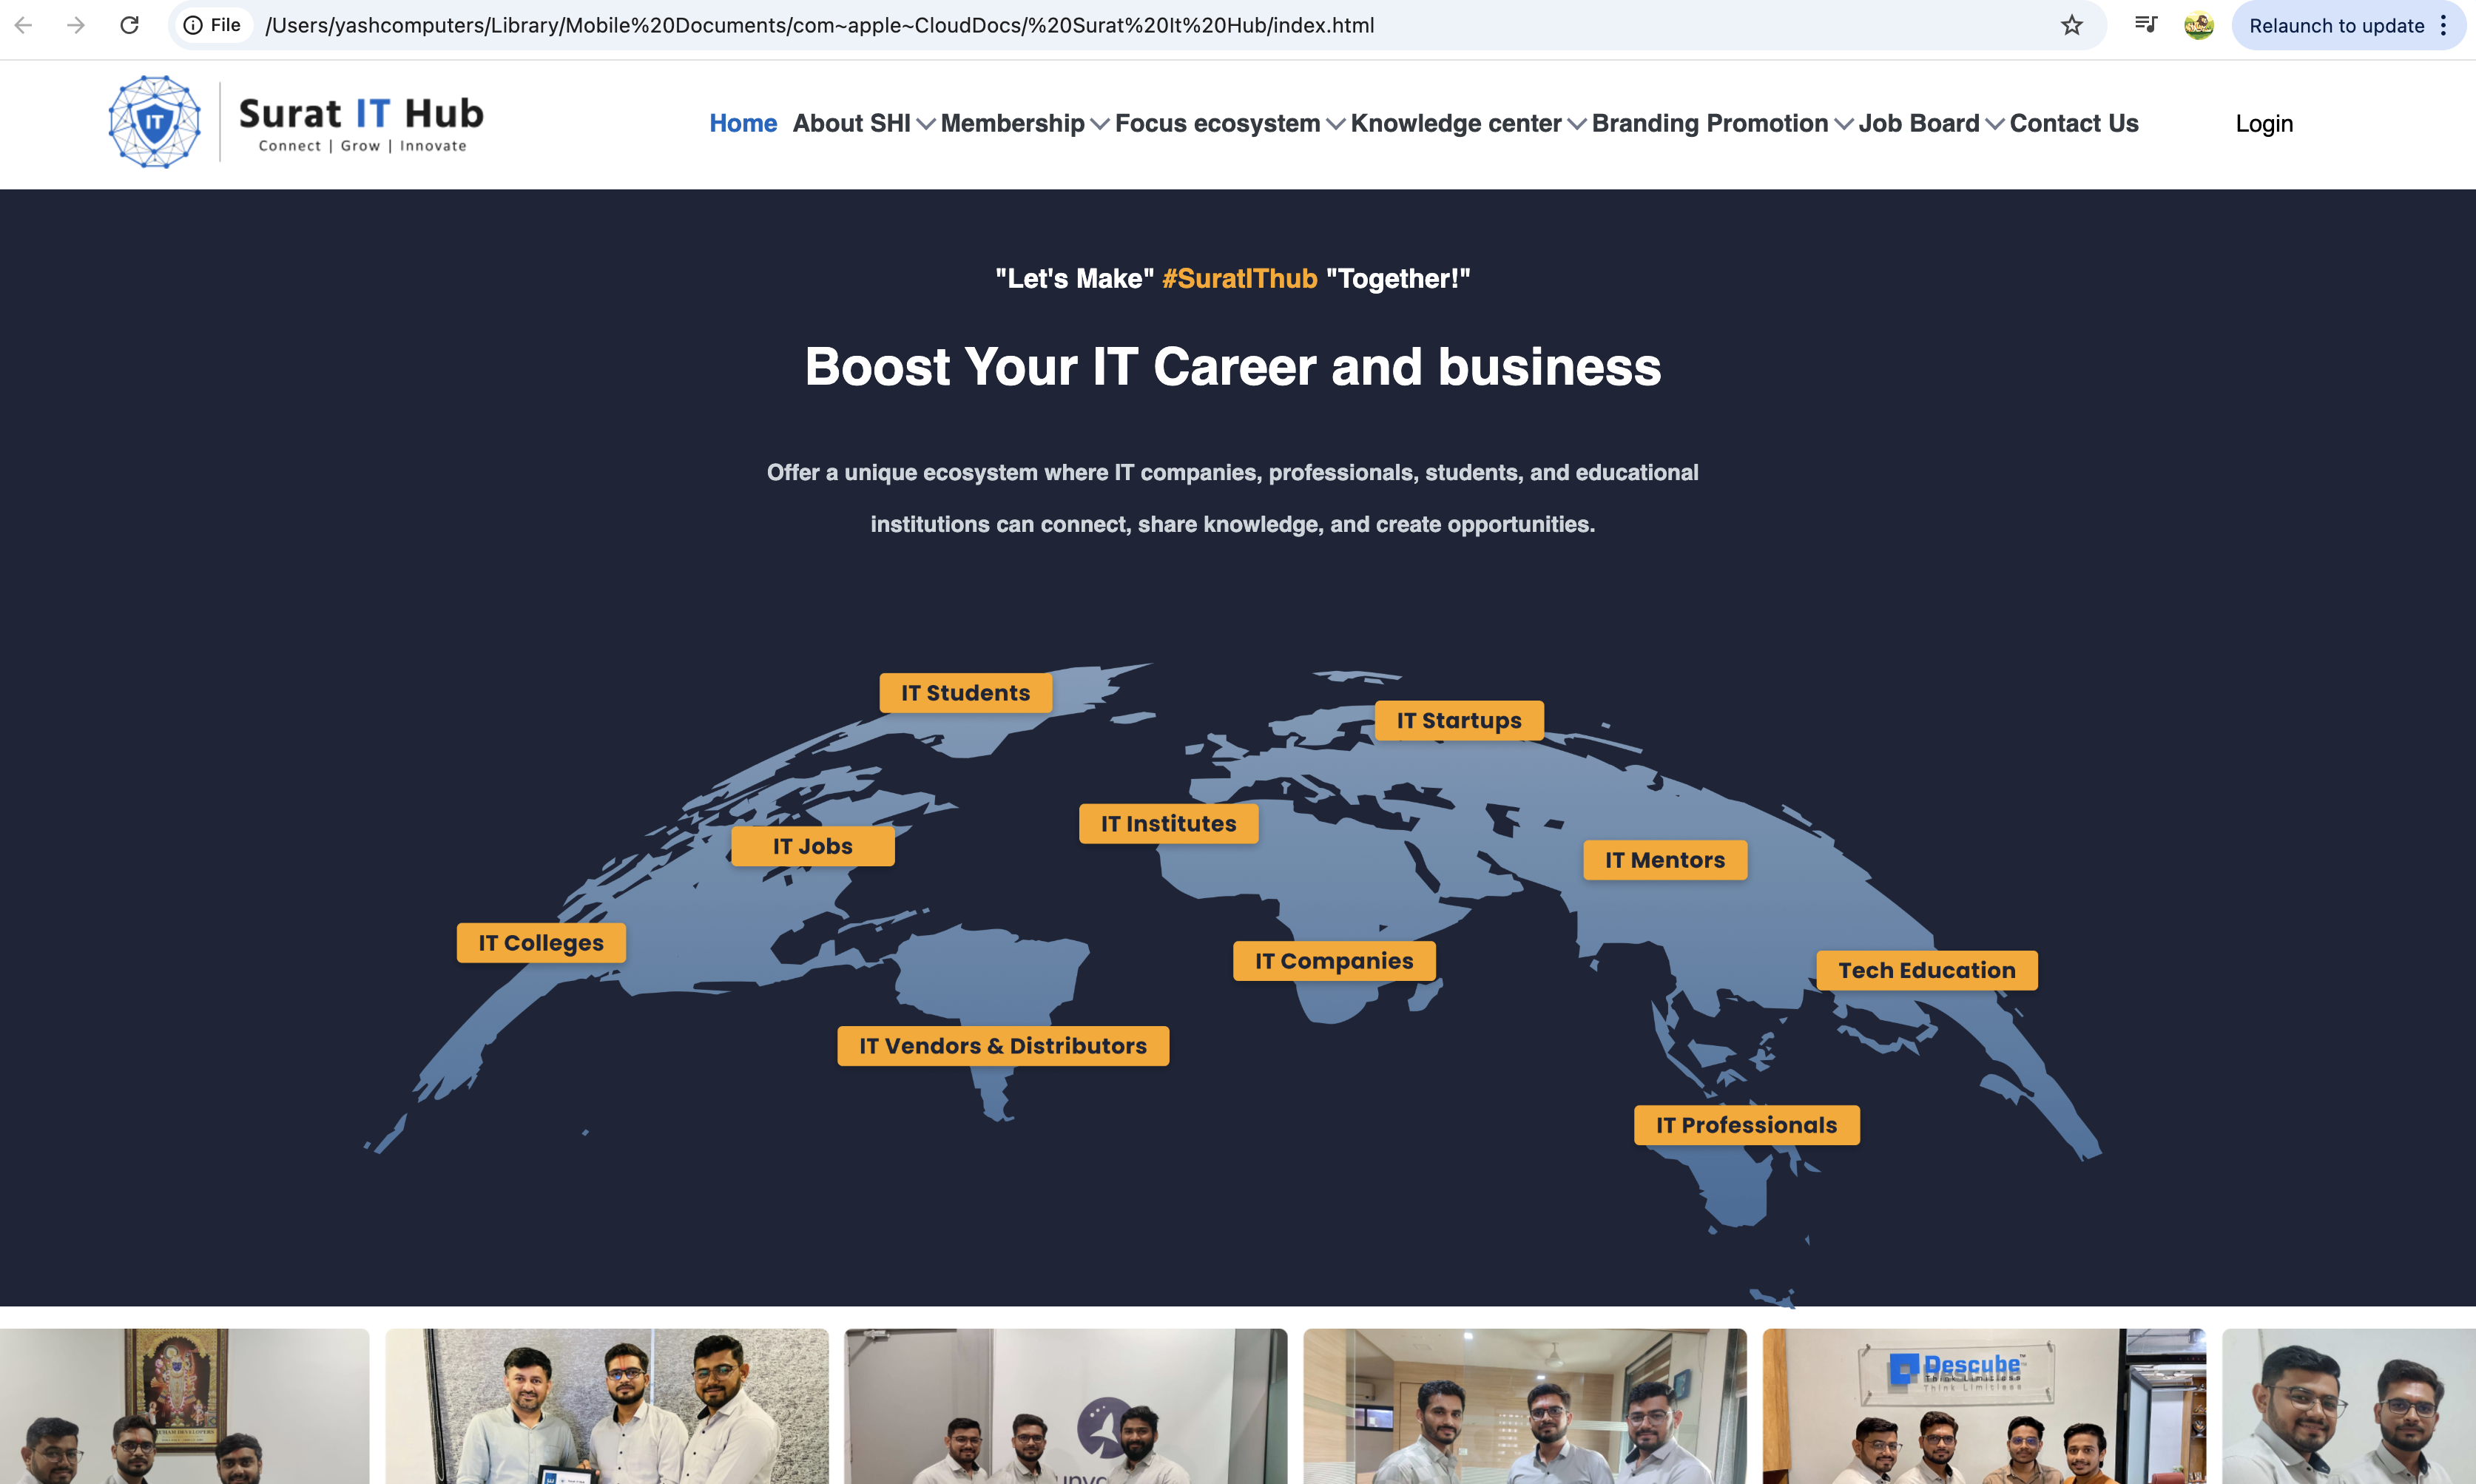 File /Users/yashcomputers/Library/Mobile%20Documents/com~apple~CloudDocs/%20Surat%20It%20Hub/index.html
Relaunch to update
IT
Surat IT Hub
Connect | Grow | Innovate
Home About SHI Membership Focus ecosystem Knowledge center Branding Promotion Job Board Contact Us Login
"Let's Make" #SuratIThub "Together!"
Boost Your IT Career and business
Offer a unique ecosystem where IT companies, professionals, students, and educational
institutions can connect, share knowledge, and create opportunities.
IT Students
IT Startups
IT Institutes
IT Jobs
IT Mentors
IT Colleges
IT Companies
Tech Education
IT Vendors & Distributors
IT Professionals
Descube
Think Limitless